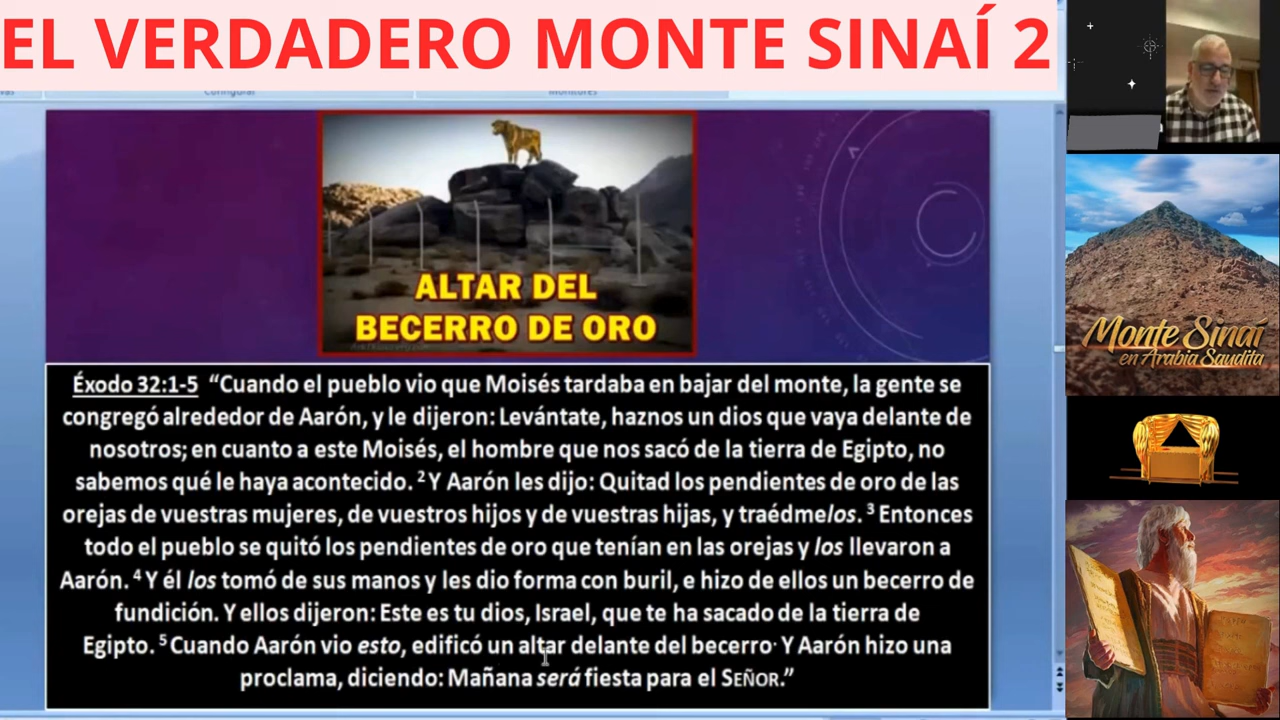 EL VERDADERO MONTE SINAÍ 2
Configurar
Monitores
ALTAR DEL
BECERRO DE ORO
Éxodo 32:1-5 “Cuando el pueblo vio que Moisés tardaba en bajar del monte, la gente se
congregó alrededor de Aarón, y le dijeron: Levántate, haznos un dios que vaya delante de
nosotros; en cuanto a este Moisés, el hombre que nos sacó de la tierra de Egipto, no
sabemos qué le haya acontecido. ² Y Aarón les dijo: Quitad los pendientes de oro de las
orejas de vuestras mujeres, de vuestros hijos y de vuestras hijas, y traédmelos. ³ Entonces
todo el pueblo se quitó los pendientes de oro que tenían en las orejas y los llevaron a
Aarón. ⁴ Y él los tomó de sus manos y les dio forma con buril, e hizo de ellos un becerro de
fundición. Y ellos dijeron: Este es tu dios, Israel, que te ha sacado de la tierra de
Egipto. ⁵ Cuando Aarón vio esto, edificó un altar delante del becerro· Y Aarón hizo una
proclama, diciendo: Mañana será fiesta para el SEÑOR.”
Monte Sinaí
en Arabia Saudita